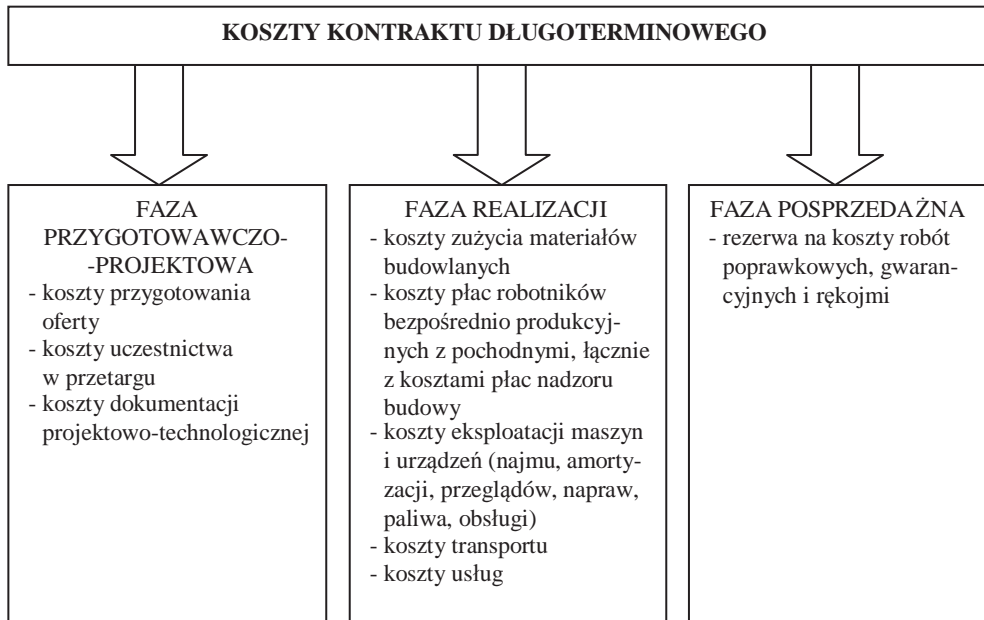 KOSZTY KONTRAKTU DŁUGOTERMINOWEGO
FAZA
PRZYGOTOWAWCZO-
-PROJEKTOWA
- koszty przygotowania
oferty
- koszty uczestnictwa
w przetargu
- koszty dokumentacji
projektowo-technologicznej
FAZA REALIZACJI
- koszty zużycia materiałów
budowlanych
- koszty płac robotników
bezpośrednio produkcyj-
nych z pochodnymi, łącznie
z kosztami płac nadzoru
budowy
- koszty eksploatacji maszyn
i urządzeń (najmu, amorty-
zacji, przeglądów, napraw,
paliwa, obsługi)
- koszty transportu
- koszty usług
FAZA POSPRZEDAŻNA
- rezerwa na koszty robót
poprawkowych, gwaran-
cyjnych i rękojmi